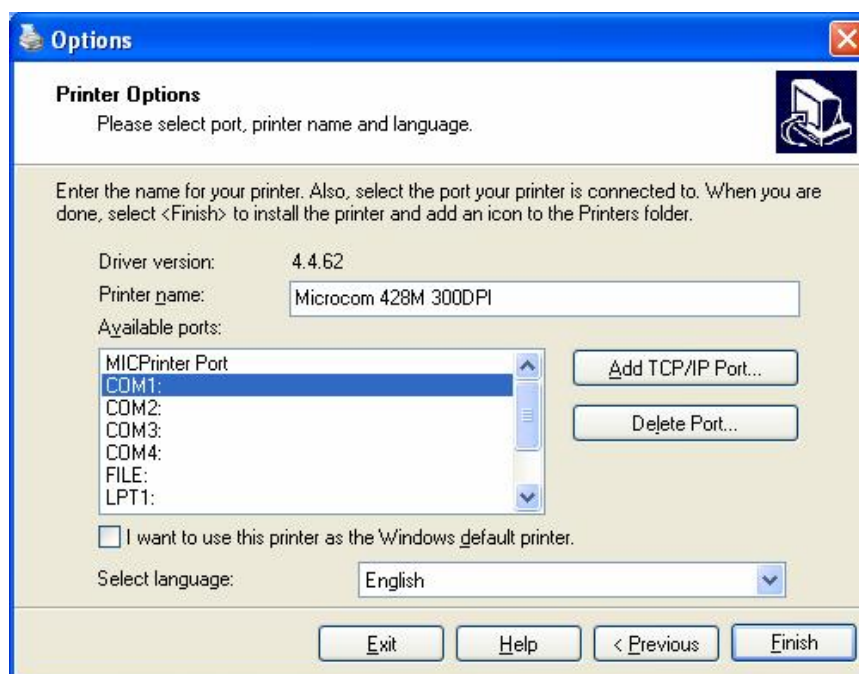 Options
Printer Options
Please select port, printer name and language.
Enter the name for your printer. Also, select the port your printer is connected to. When you are
done, select <Finish> to install the printer and add an icon to the Printers folder.
Driver version: 4.4.62
Printer name: Microcom 428M 300DPI
Available ports:
MICPrinter Port
COM1:
COM2:
COM3:
COM4:
FILE:
LPT1:
Add TCP/IP Port...
Delete Port...
I want to use this printer as the Windows default printer.
Select language: English
Exit Help < Previous Finish